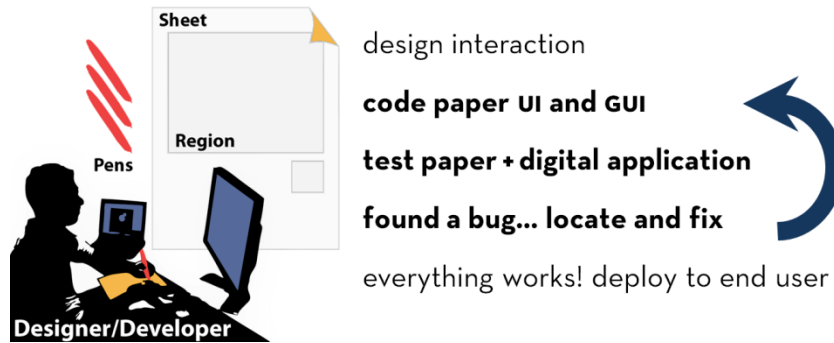 Sheet
Region
Pens
Designer/Developer
design interaction
code paper UI and GUI
test paper + digital application
found a bug... locate and fix
everything works! deploy to end user